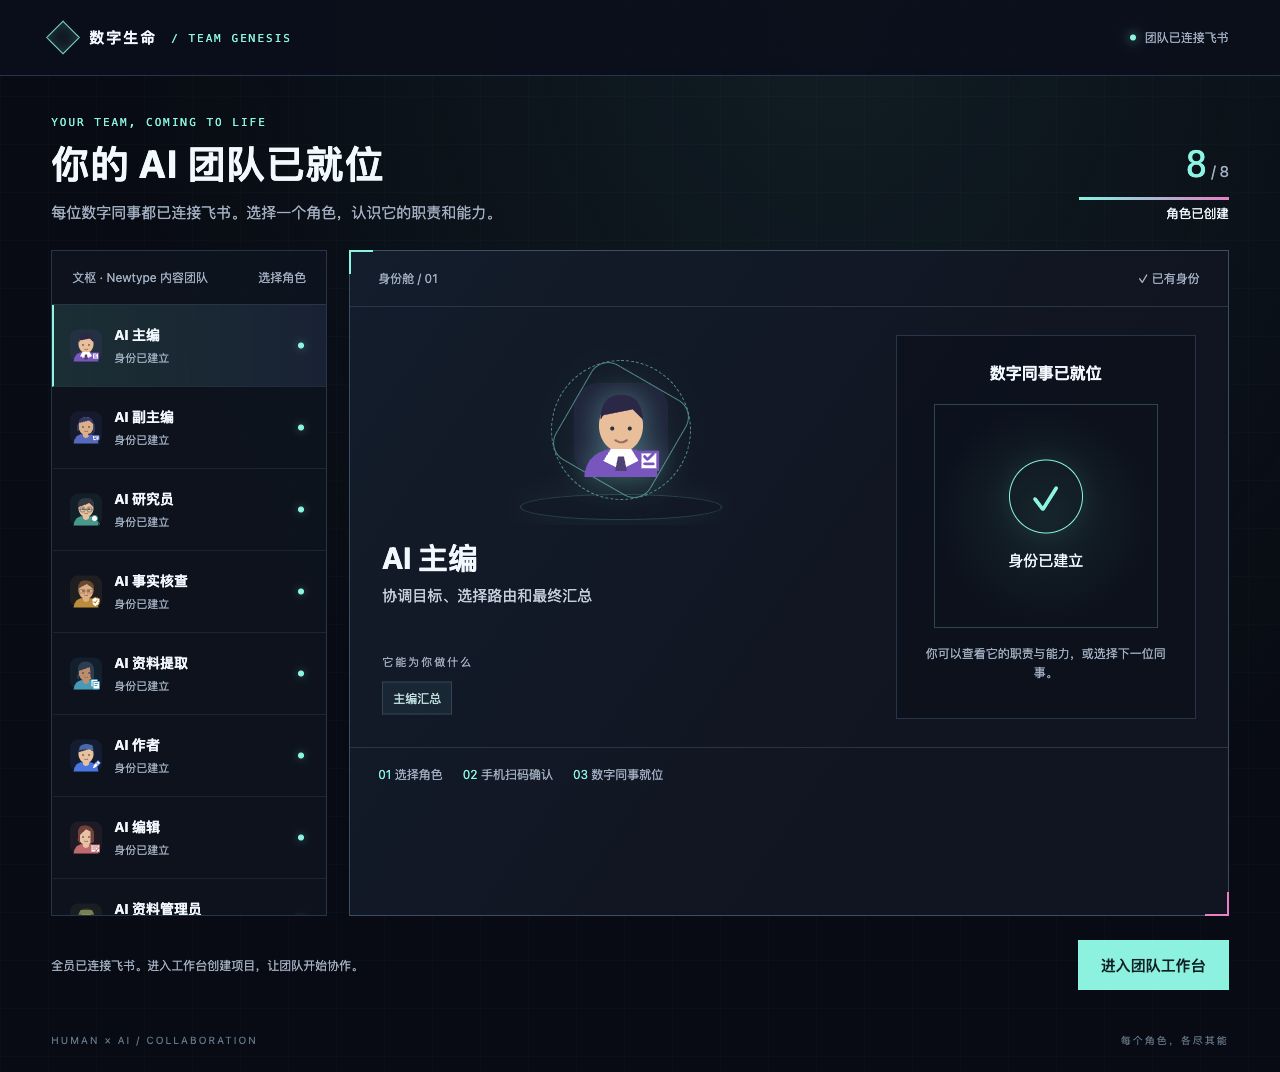 数字生命 / TEAM GENESIS
团队已连接飞书
YOUR TEAM, COMING TO LIFE
你的 AI 团队已就位
每位数字同事都已连接飞书。选择一个角色，认识它的职责和能力。
8 / 8
角色已创建
文枢 · Newtype 内容团队
选择角色
AI 主编
身份已建立
AI 副主编
身份已建立
AI 研究员
身份已建立
AI 事实核查
身份已建立
AI 资料提取
身份已建立
AI 作者
身份已建立
AI 编辑
身份已建立
AI 资料管理员
身份舱 / 01
✓ 已有身份
AI 主编
协调目标、选择路由和最终汇总
它能为你做什么
主编汇总
数字同事已就位
身份已建立
你可以查看它的职责与能力，或选择下一位同
事。
01 选择角色 02 手机扫码确认 03 数字同事就位
全员已连接飞书。进入工作台创建项目，让团队开始协作。
进入团队工作台
HUMAN × AI / COLLABORATION
每个角色，各尽其能